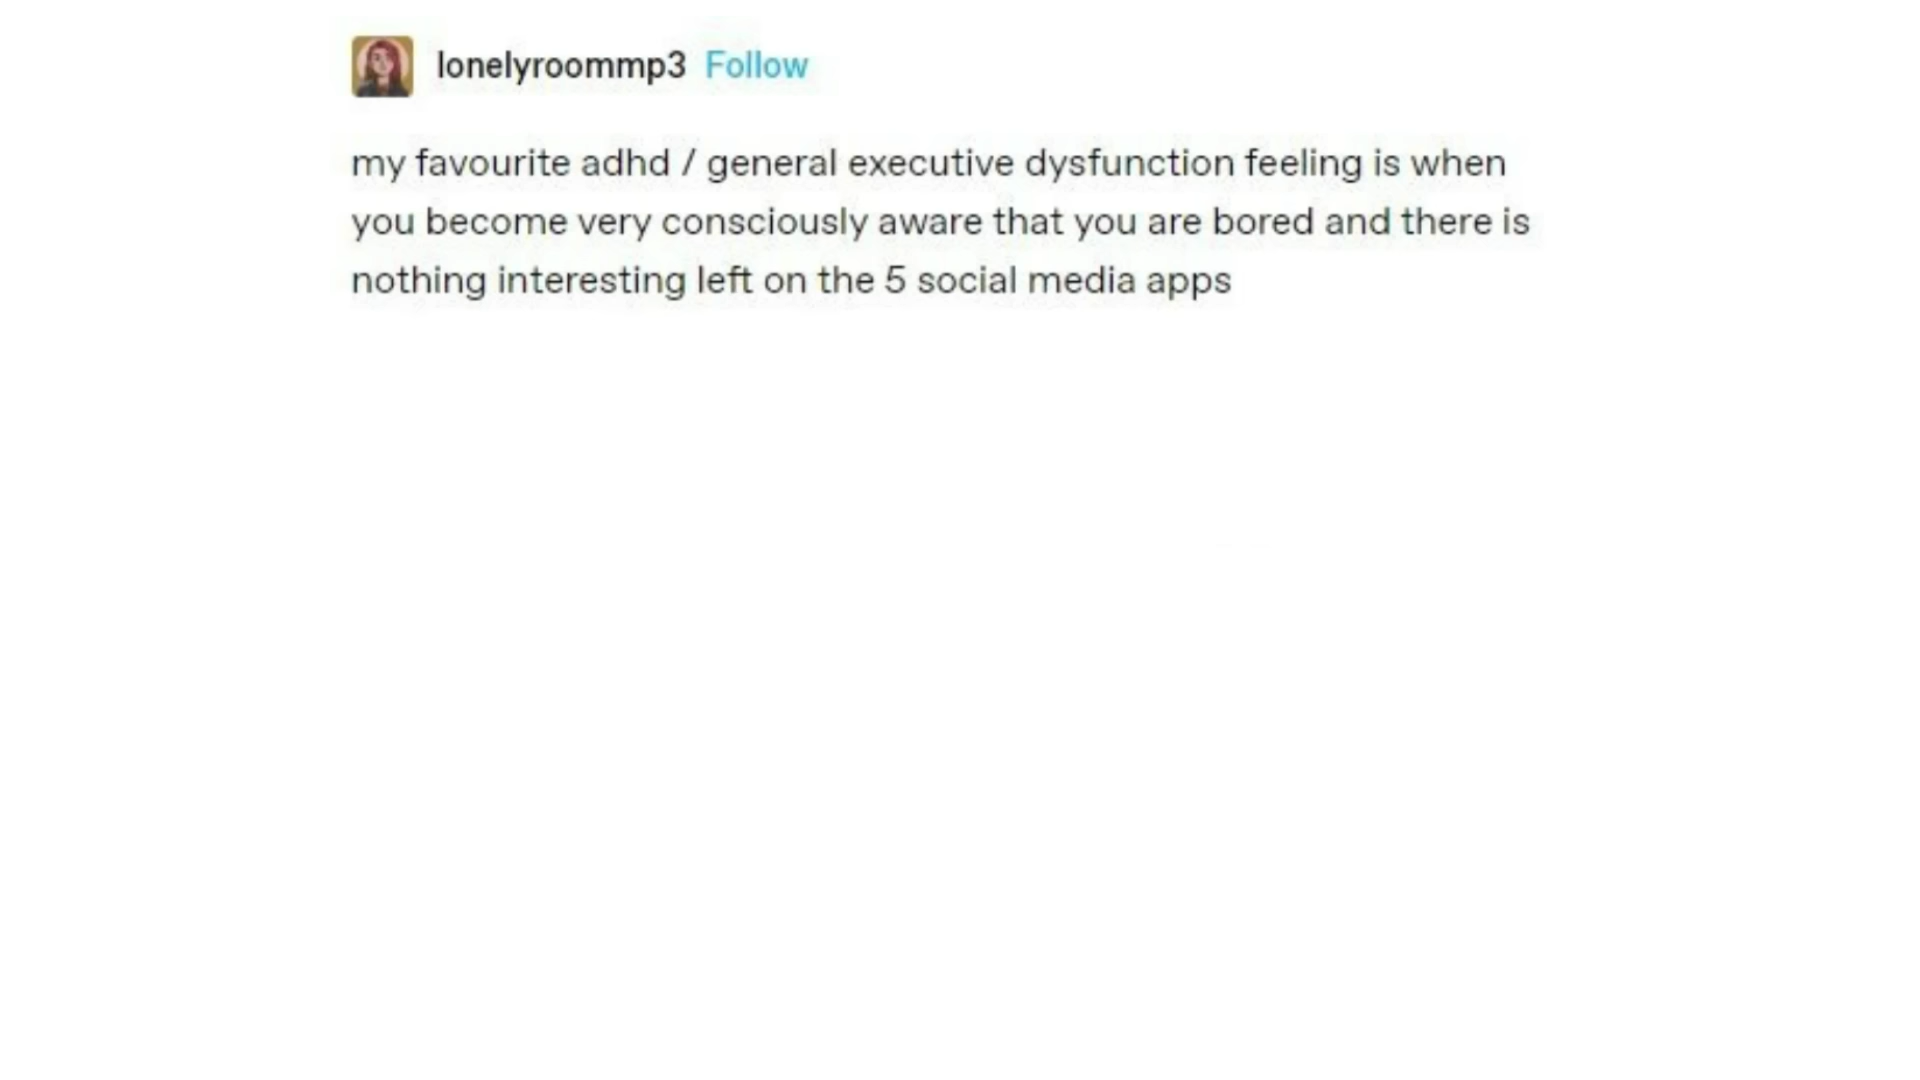 lonelyroommp3 Follow
my favourite adhd / general executive dysfunction feeling is when
you become very consciously aware that you are bored and there is
nothing interesting left on the 5 social media apps